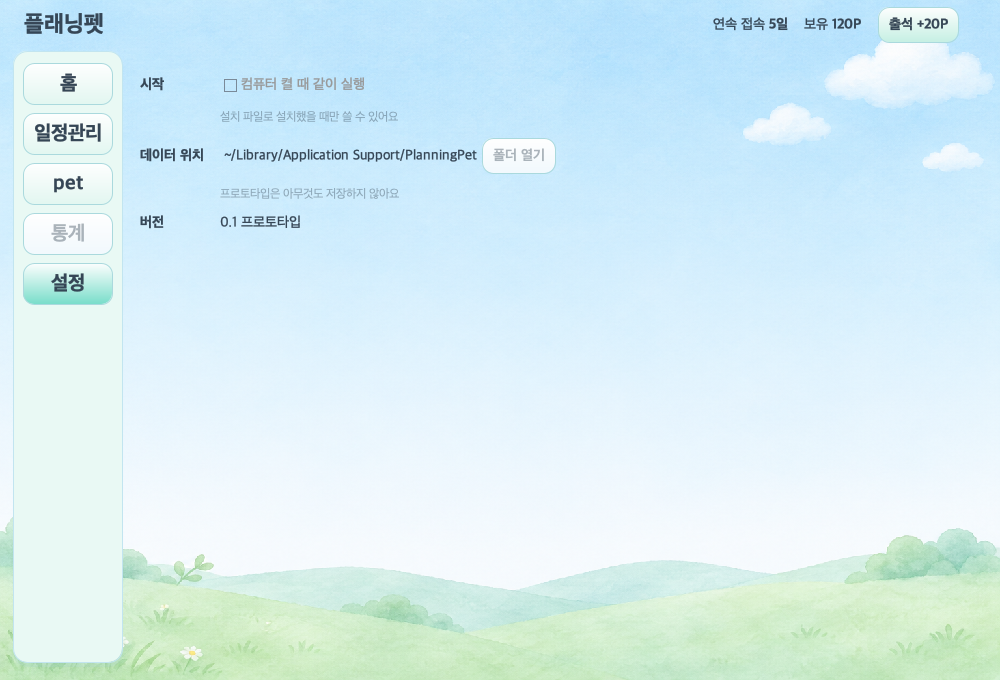 플래닝펫
연속 접속 5일 보유 120P 출석 +20P
홈
일정관리
pet
통계
설정
시작 컴퓨터 켤 때 같이 실행
설치 파일로 설치했을 때만 쓸 수 있어요
데이터 위치 ~/Library/Application Support/PlanningPet 폴더 열기
프로토타입은 아무것도 저장하지 않아요
버전 0.1 프로토타입